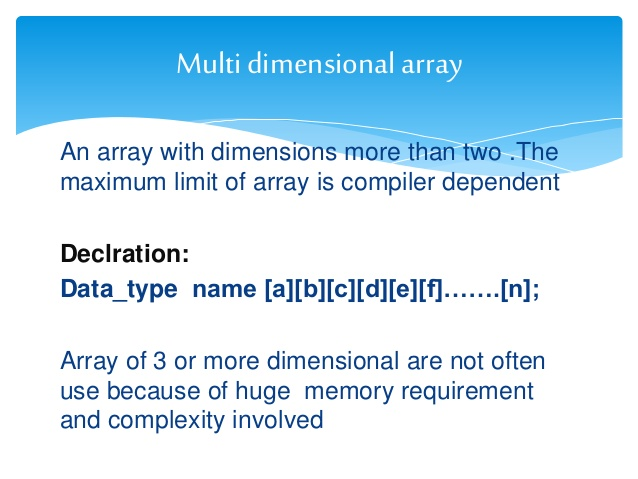 Multi dimensional array
An array with dimensions more than two .The
maximum limit of array is compiler dependent
Declration:
Data_type  name [a][b][c][d][e][f]…….[n];
Array of 3 or more dimensional are not often
use because of huge  memory requirement
and complexity involved